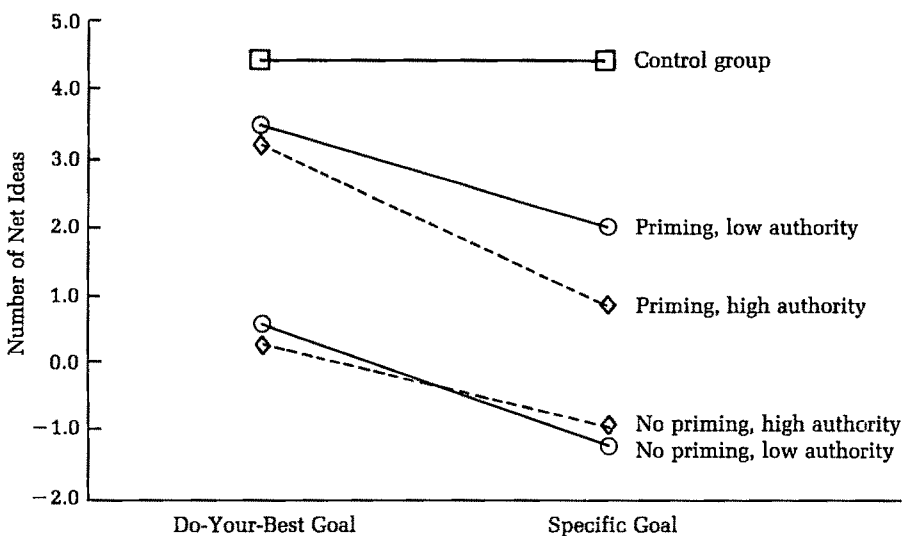 5.0
4.0
3.0
2.0
1.0
0.0
−1.0
−2.0
Number of Net Ideas
Control group
Priming, low authority
Priming, high authority
No priming, high authority
No priming, low authority
Do-Your-Best Goal
Specific Goal